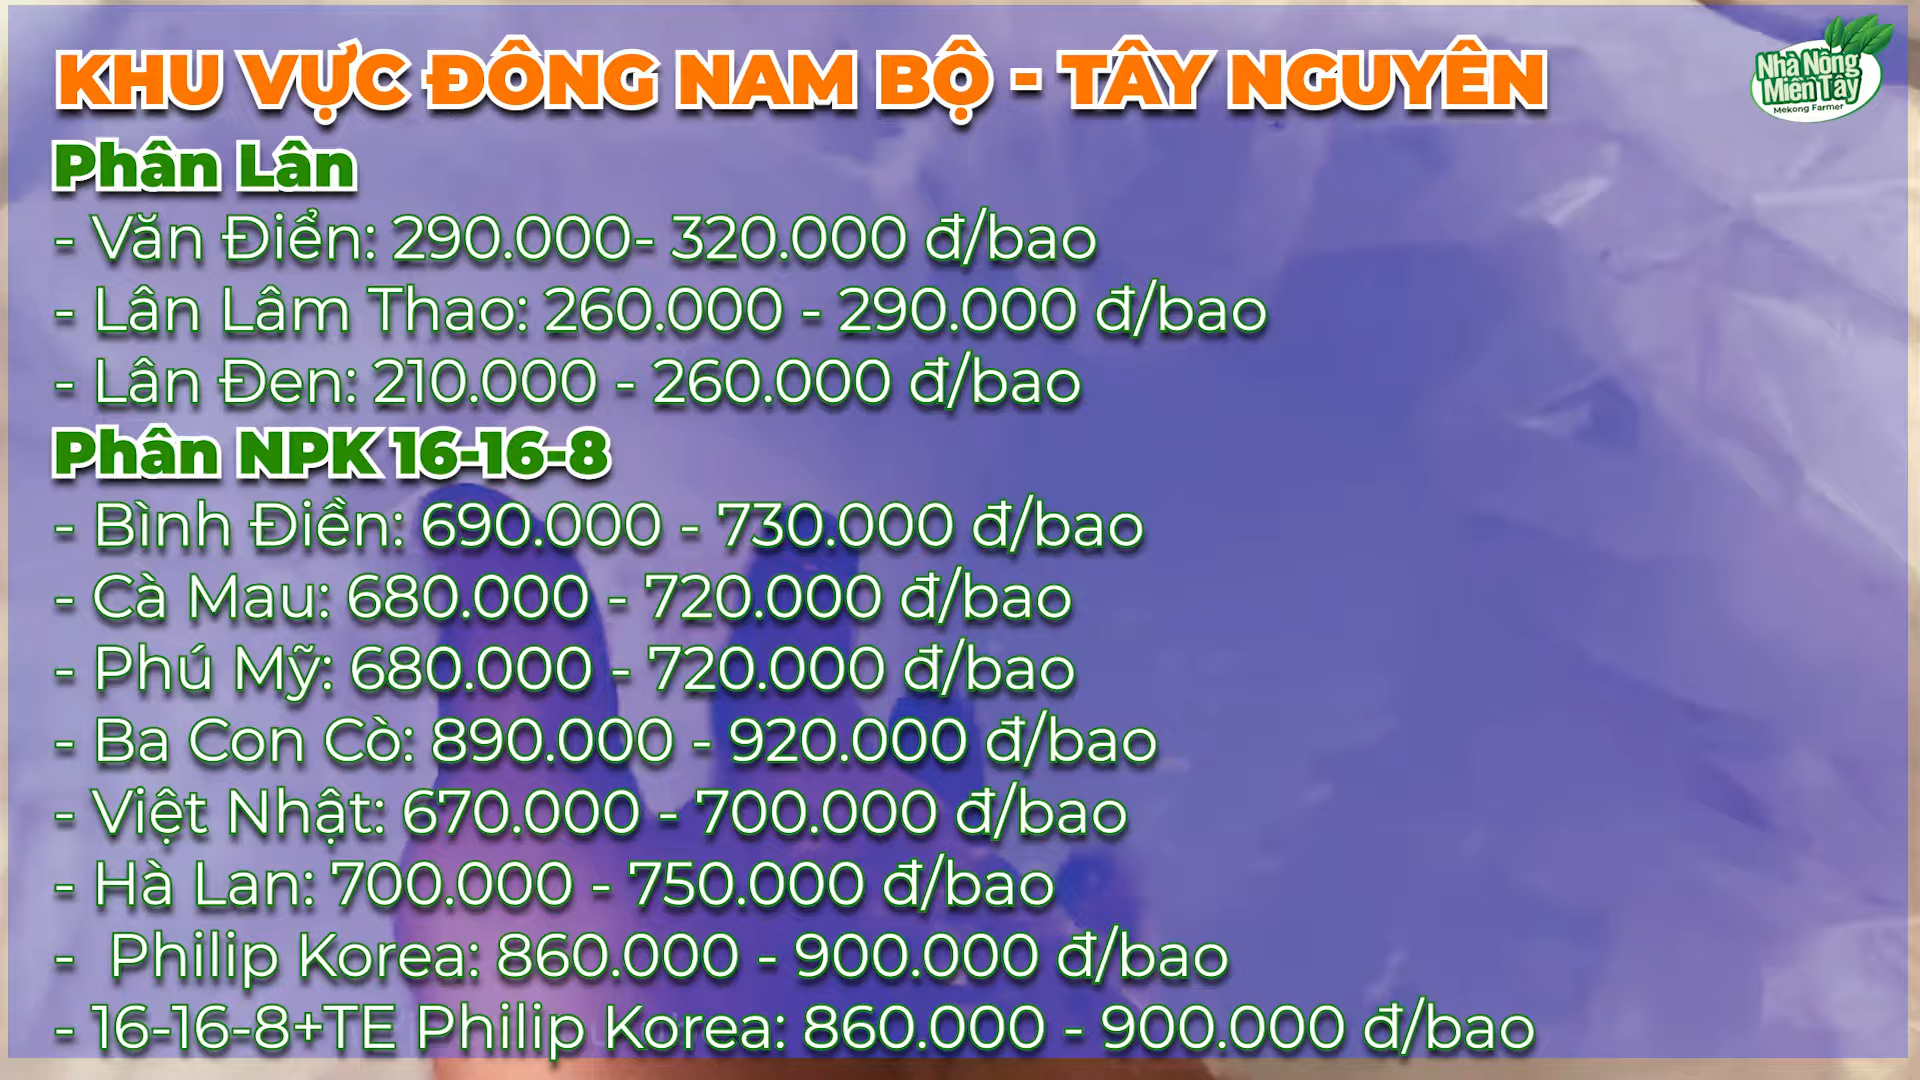 KHU VỰC ĐÔNG NAM BỘ - TÂY NGUYÊN
Nhà Nông
Miền Tây
Mekong Farmer
Phân Lân
- Văn Điển: 290.000- 320.000 đ/bao
- Lân Lâm Thao: 260.000 - 290.000 đ/bao
- Lân Đen: 210.000 - 260.000 đ/bao
Phân NPK 16-16-8
- Bình Điền: 690.000 - 730.000 đ/bao
- Cà Mau: 680.000 - 720.000 đ/bao
- Phú Mỹ: 680.000 - 720.000 đ/bao
- Ba Con Cò: 890.000 - 920.000 đ/bao
- Việt Nhật: 670.000 - 700.000 đ/bao
- Hà Lan: 700.000 - 750.000 đ/bao
-  Philip Korea: 860.000 - 900.000 đ/bao
- 16-16-8+TE Philip Korea: 860.000 - 900.000 đ/bao